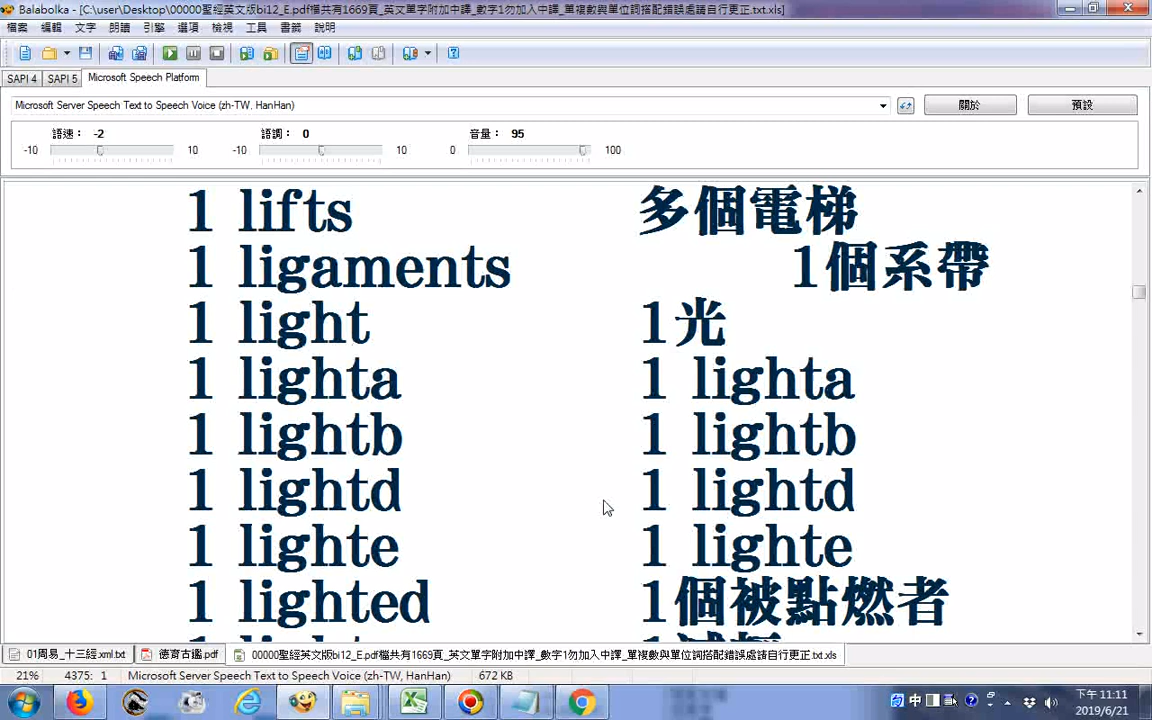 Balabolka - [C:\user\Desktop\00000聖經英文版bi12_E.pdf檔共有1669頁_英文單字附加中譯_數字1勿加入中譯_單複數與單位詞搭配錯誤處請自行更正.txt.xls]
檔案 編輯 文字 朗讀 引擎 選項 檢視 工具 書籤 說明
SAPI 4 SAPI 5 Microsoft Speech Platform
Microsoft Server Speech Text to Speech Voice (zh-TW, HanHan) 關於 預設
語速： -2 語調： 0 音量： 95
-10 10 -10 10 0 100
1 lifts 多個電梯
1 ligaments 1個系帶
1 light 1光
1 lighta 1 lighta
1 lightb 1 lightb
1 lightd 1 lightd
1 lighte 1 lighte
1 lighted 1個被點燃者
01周易_十三經.xml.txt 德育古鑑.pdf 00000聖經英文版bi12_E.pdf檔共有1669頁_英文單字附加中譯_數字1勿加入中譯_單複數與單位詞搭配錯誤處請自行更正.txt.xls
21% 4375: 1 Microsoft Server Speech Text to Speech Voice (zh-TW, HanHan) 672 KB
中 下午 11:11
2019/6/21